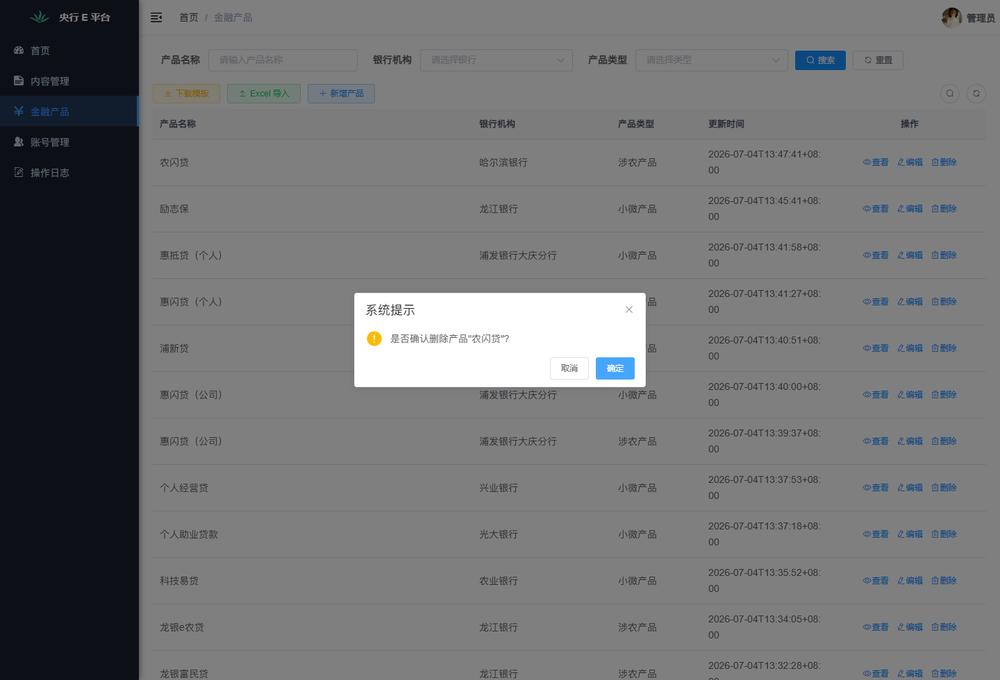 央行 E 平台
首页
内容管理
金融产品
账号管理
操作日志
首页 / 金融产品
管理员
产品名称 请输入产品名称 银行机构 请选择银行 产品类型 请选择类型 搜索 重置
下载模板 Excel 导入 新增产品
产品名称 银行机构 产品类型 更新时间 操作
农闪贷 哈尔滨银行 涉农产品 2026-07-04T13:47:41+08:
00 查看 编辑 删除
励志保 龙江银行 小微产品 2026-07-04T13:45:41+08:
00 查看 编辑 删除
惠抵贷（个人） 浦发银行大庆分行 小微产品 2026-07-04T13:41:58+08:
00 查看 编辑 删除
惠闪贷（个人） 品 2026-07-04T13:41:27+08:
00 查看 编辑 删除
系统提示
是否确认删除产品"农闪贷"?
取消 确定
浦新贷 品 2026-07-04T13:40:51+08:
00 查看 编辑 删除
惠闪贷（公司） 浦发银行大庆分行 小微产品 2026-07-04T13:40:00+08:
00 查看 编辑 删除
惠闪贷（公司） 浦发银行大庆分行 涉农产品 2026-07-04T13:39:37+08:
00 查看 编辑 删除
个人经营贷 兴业银行 小微产品 2026-07-04T13:37:53+08:
00 查看 编辑 删除
个人助业贷款 光大银行 小微产品 2026-07-04T13:37:18+08:
00 查看 编辑 删除
科技易贷 农业银行 小微产品 2026-07-04T13:35:52+08:
00 查看 编辑 删除
龙银e农贷 龙江银行 涉农产品 2026-07-04T13:34:05+08:
00 查看 编辑 删除
龙银富民贷 龙江银行 涉农产品 2026-07-04T13:32:28+08:
查看 编辑 删除